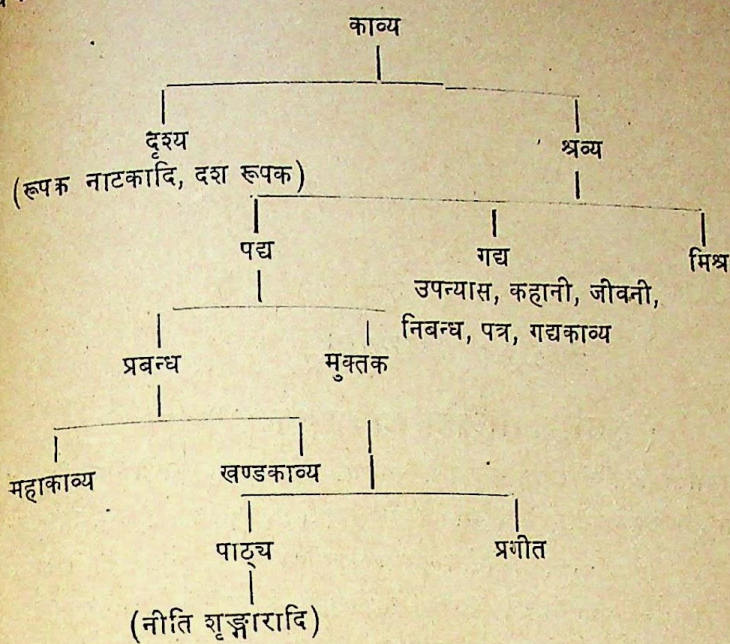 काव्य
दृश्य
श्रव्य
(रूपक नाटकादि, दश रूपक)
पद्य
गद्य
मिश्र
उपन्यास, कहानी, जीवनी,
निबन्ध, पत्र, गद्यकाव्य
प्रबन्ध
मुक्तक
महाकाव्य
खण्डकाव्य
पाठ्य
प्रगीत
(नीति शृङ्गारादि)